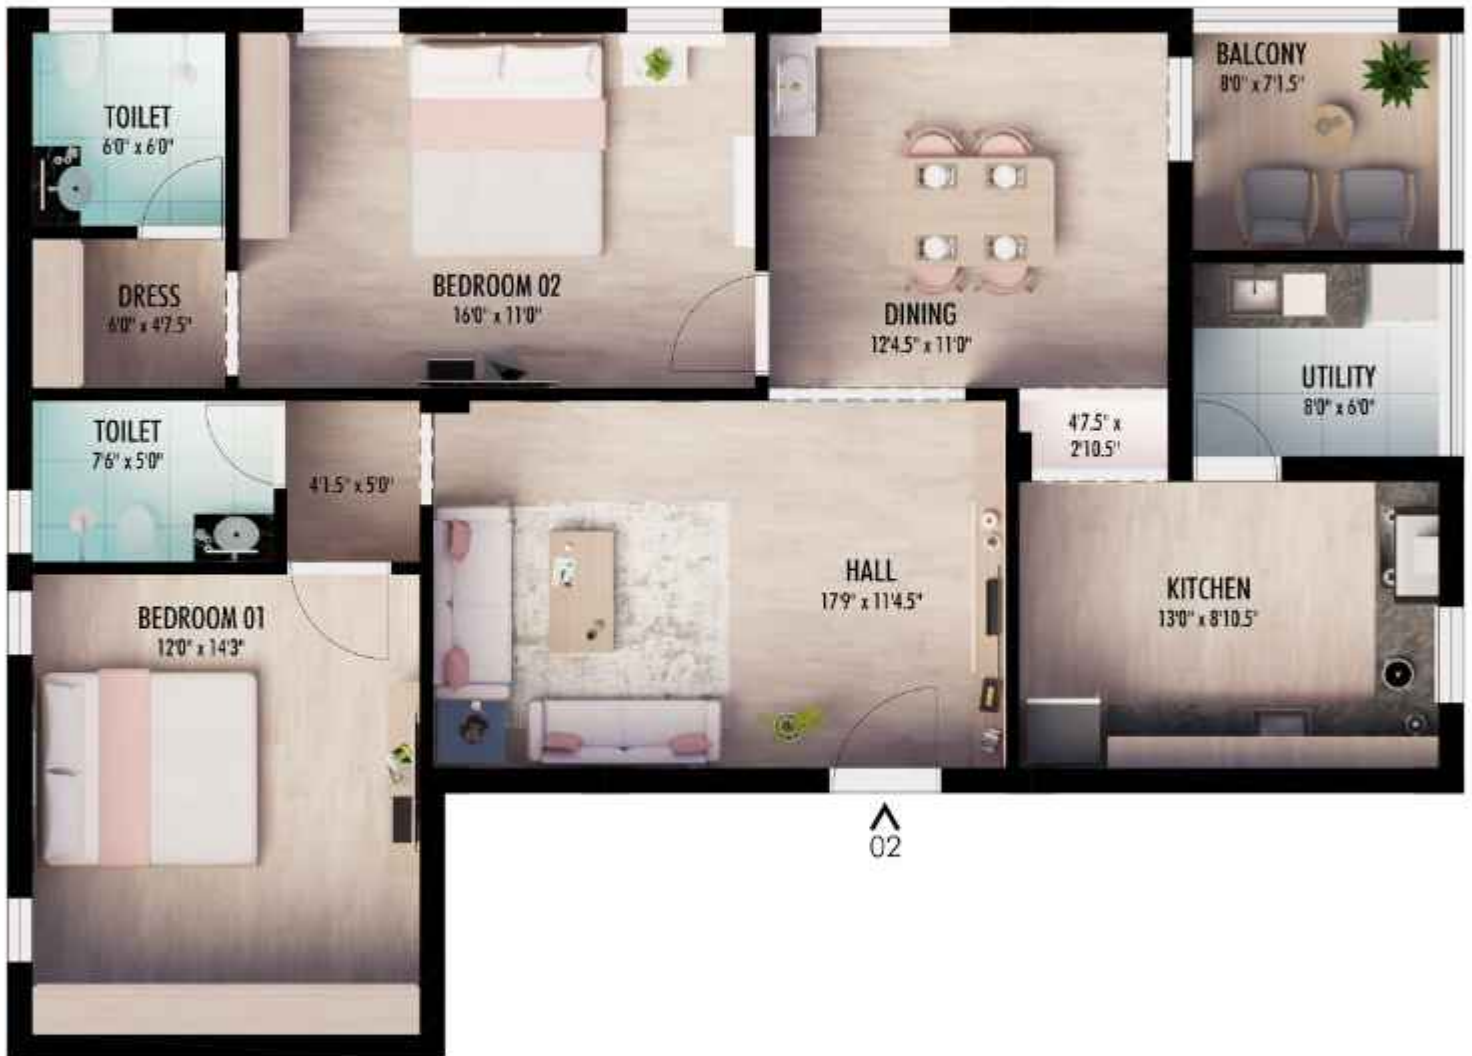 TOILET
6'0" x 6'0"
BEDROOM 02
16'0" x 11'0"
DINING
12'4.5" x 11'0"
BALCONY
8'0" x 7'1.5"
DRESS
6'0" x 4'7.5"
UTILITY
8'0" x 6'0"
TOILET
7'6" x 5'0"
4'1.5" x 5'0"
4'7.5" x
2'10.5"
HALL
17'9" x 11'4.5"
KITCHEN
13'0" x 8'10.5"
BEDROOM 01
12'0" x 14'3"
02